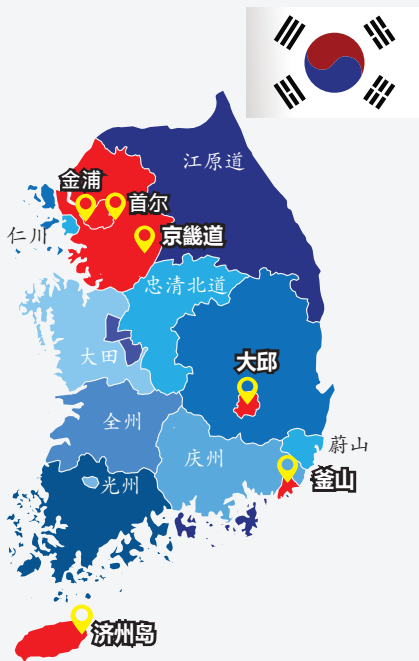 江原道
金浦
首尔
仁川
京畿道
忠清北道
大田
大邱
全州
庆州
蔚山
光州
釜山
济州岛